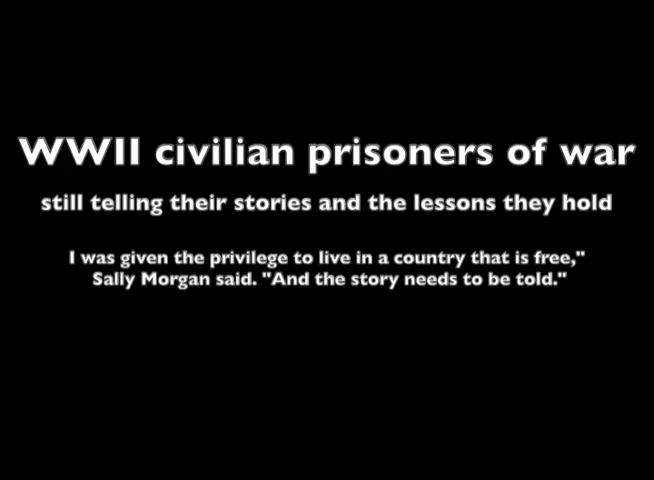 WWII civilian prisoners of war
still telling their stories and the lessons they hold
I was given the privilege to live in a country that is free,"
Sally Morgan said. "And the story needs to be told."